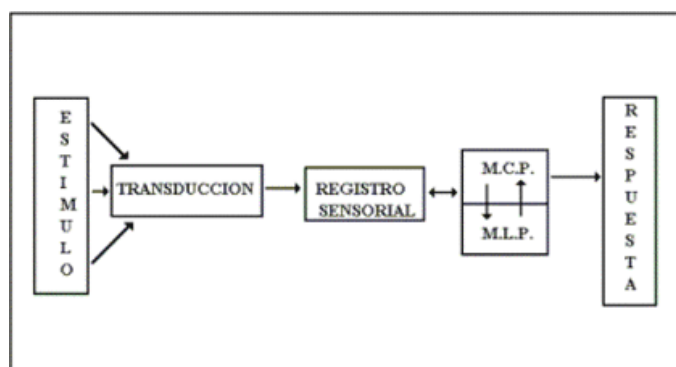 ESTIMULO
TRANSDUCCION
REGISTRO
SENSORIAL
M.C.P.
M.L.P.
RESPUESTA